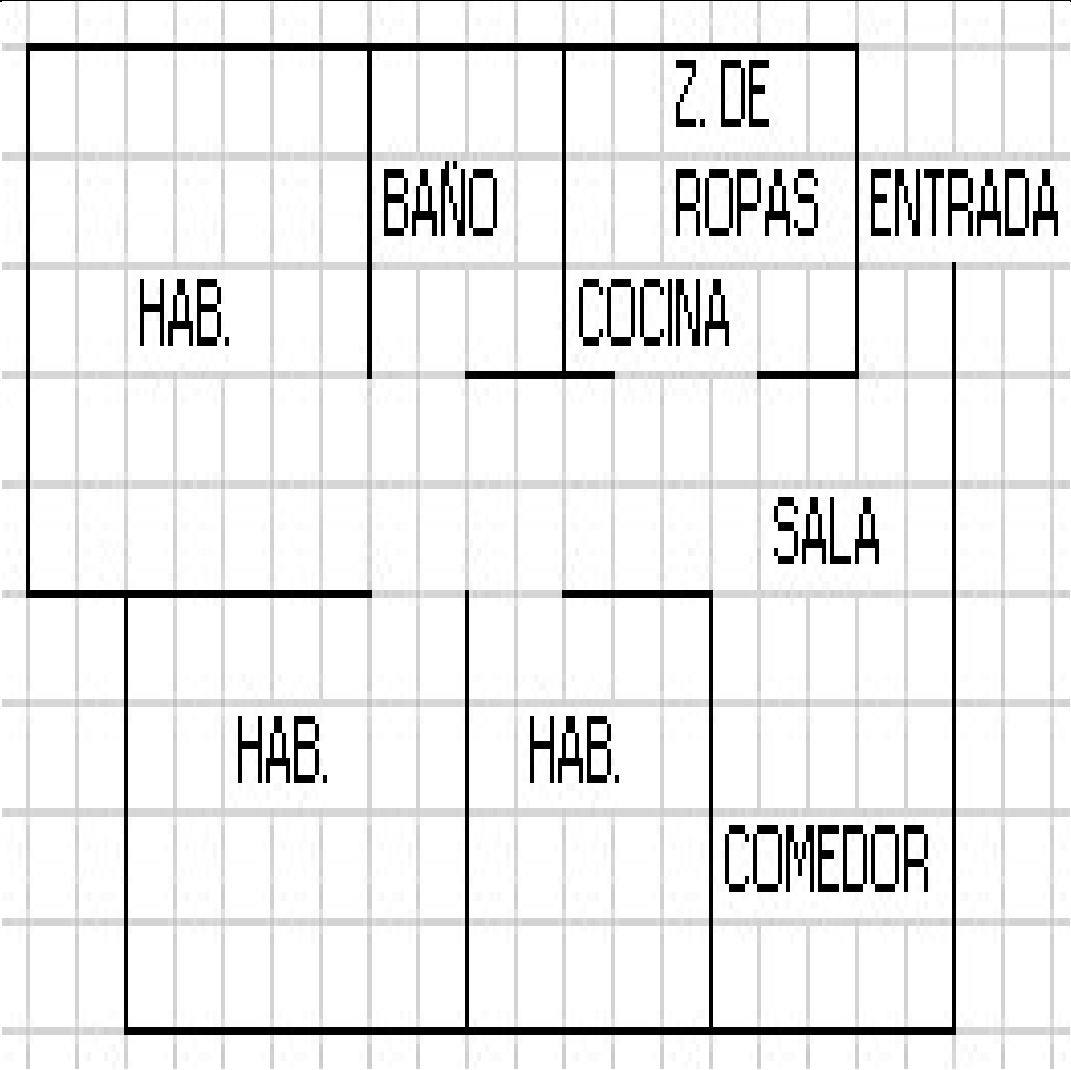 Z. DE
BAÑO ROPAS ENTRADA
HAB. COCINA
SALA
HAB. HAB.
COMEDOR